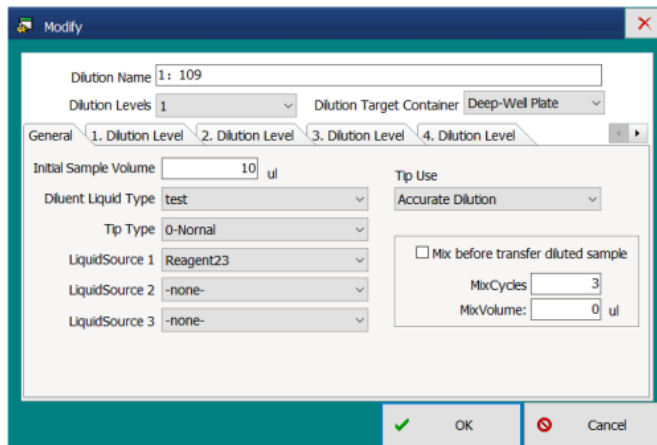 Modify
Dilution Name 1: 109
Dilution Levels 1 Dilution Target Container Deep-Well Plate
General 1. Dilution Level 2. Dilution Level 3. Dilution Level 4. Dilution Level
Initial Sample Volume 10 ul Tip Use
Diluent Liquid Type test Accurate Dilution
Tip Type 0-Nornal
LiquidSource 1 Reagent23 Mix before transfer diluted sample
LiquidSource 2 -none- MixCycles 3
LiquidSource 3 -none- MixVolume: 0 ul
OK Cancel